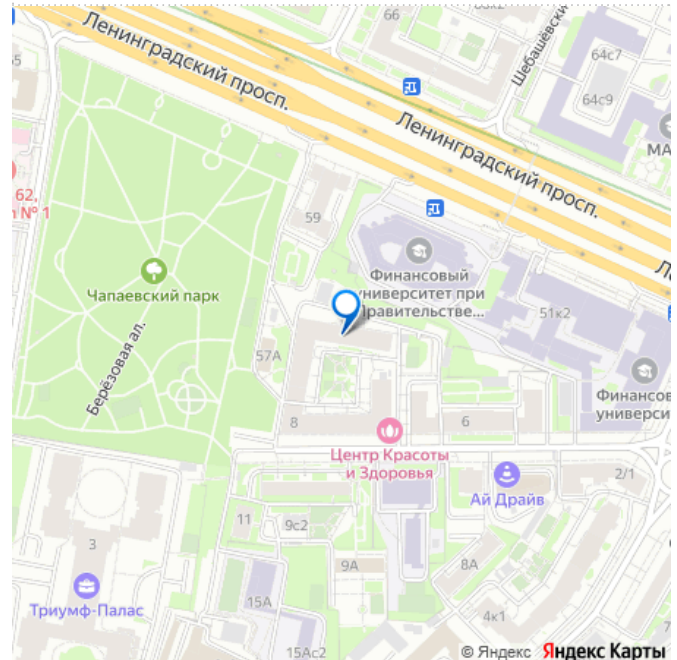 66
Ленинградский просп.
Шебашёвски
64с7
64с9
МА
Ленинградский просп.
62,
№ 1
59
Финансовый
университет при
Правительстве...
Чапаевский парк
51к2
57А
Берёзовая ал.
Финансов
универси
8
6
Центр Красоты
и Здоровья
2/1
Ай Драйв
11
9с2
3
9А
8А
Триумф-Палас
15А
4к1
15Ас2
7
© Яндекс Яндекс Карты